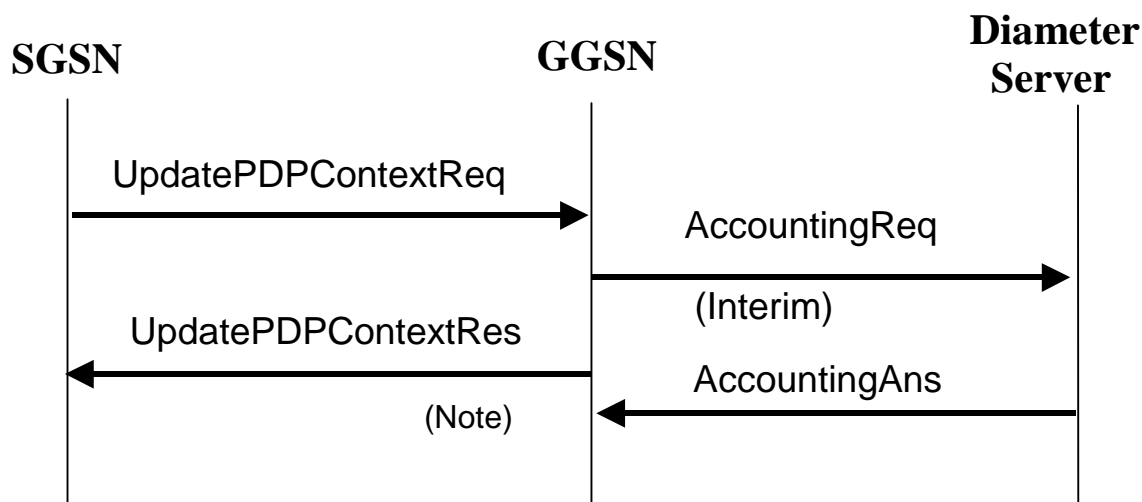 SGSN
GGSN
Diameter
Server
UpdatePDPContextReq
AccountingReq
(Interim)
UpdatePDPContextRes
(Note)
AccountingAns